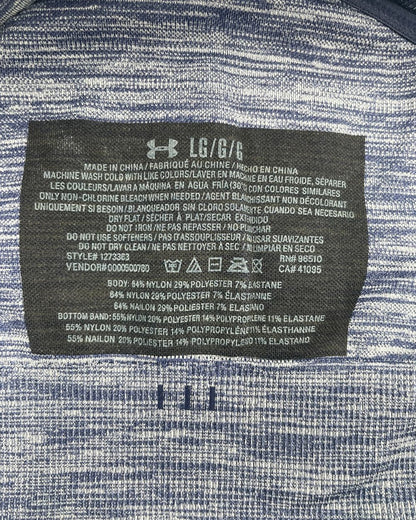 LG/G/G
MADE IN CHINA / FABRIQUÉ AU CHINE / HECHO EN CHINA
MACHINE WASH COLD WITH LIKE COLORS/LAVER EN MACHINE EN EAU FROIDE, SÉPARER
LES COULEURS/LAVAR A MÁQUINA EN AGUA FRÍA (30°C) CON COLORES SIMILARES
ONLY NON-CHLORINE BLEACH WHEN NEEDED / AGENT BLANCHISSANT NON DÉCOLORANT
UNIQUEMENT SI BESOIN / BLANQUEADOR SIN CLORO SOLAMENTE CUANDO SEA NECESARIO
DRY FLAT / SÉCHER À PLAT / SECAR EXTENDIDO
DO NOT IRON / NE PAS REPASSER / NO PLANCHAR
DO NOT USE SOFTENERS / PAS D'ASSOUPLISSEUR / NO USAR SUAVIZANTES
DO NOT DRY CLEAN / NE PAS NETTOYER À SEC / NO LIMPIAR EN SECO
STYLE# 1273363 RN# 96510
VENDOR#0000500780 CA# 41095
BODY: 64% NYLON 29% POLYESTER 7% ELASTANE
64% NYLON 29% POLYESTER 7% ÉLASTHANNE
64% NAILON 29% POLIÉSTER 7% ELASTANO
BOTTOM BAND: 55% NYLON 20% POLYESTER 14% POLYPROPYLENE 11% ELASTHANE
55% NYLON 20% POLYESTER 14% POLYPROPYLÈNE 11% ÉLASTHANNE
55% NAILON 20% POLIÉSTER 14% POLIPROPILENO 11% ELASTANO